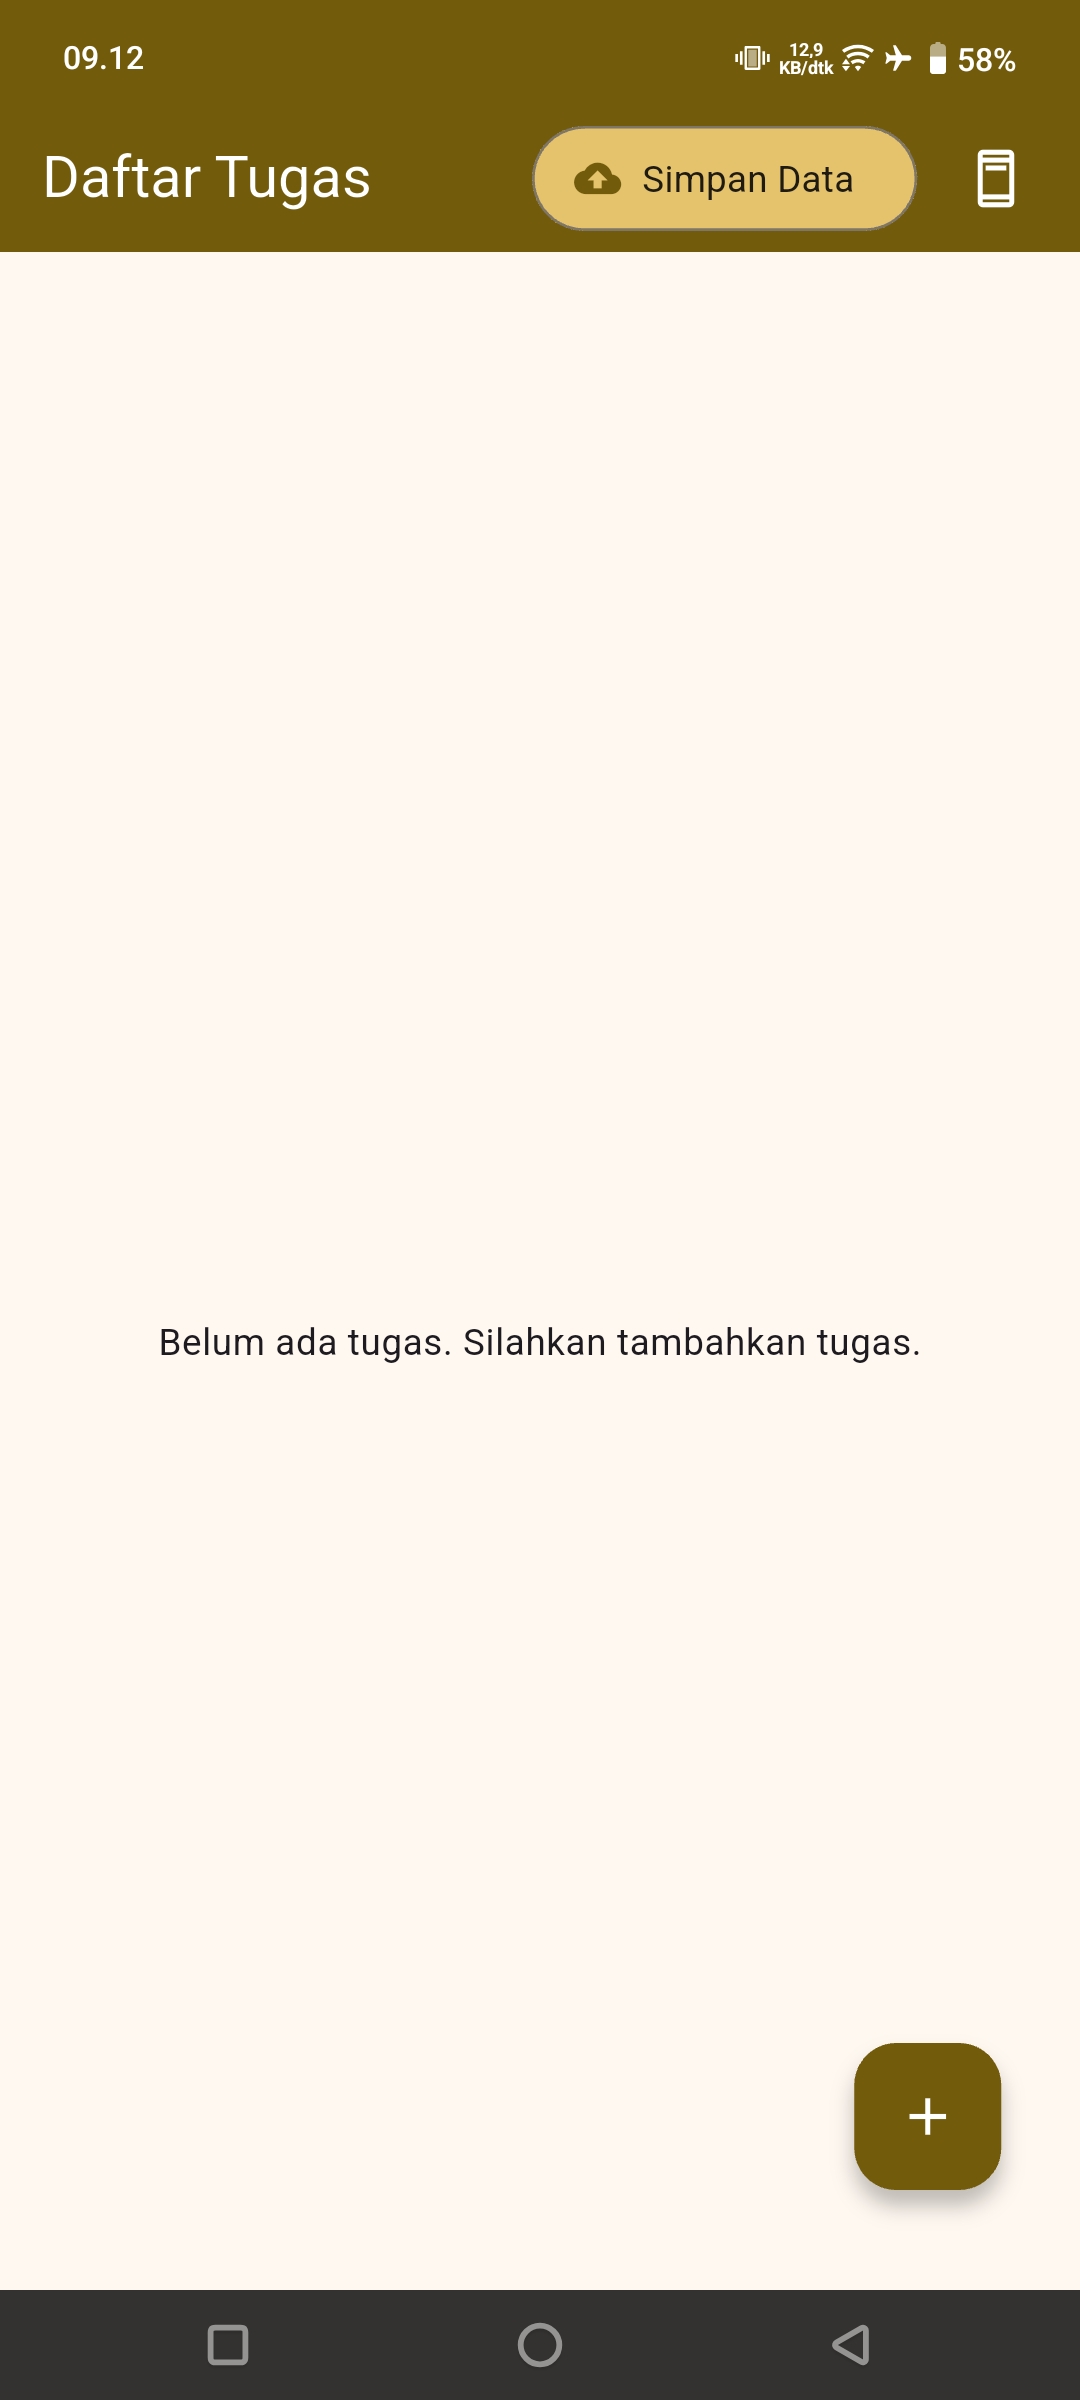 09.12
12,9
KB/dtk
58%
Daftar Tugas
Simpan Data
Belum ada tugas. Silahkan tambahkan tugas.